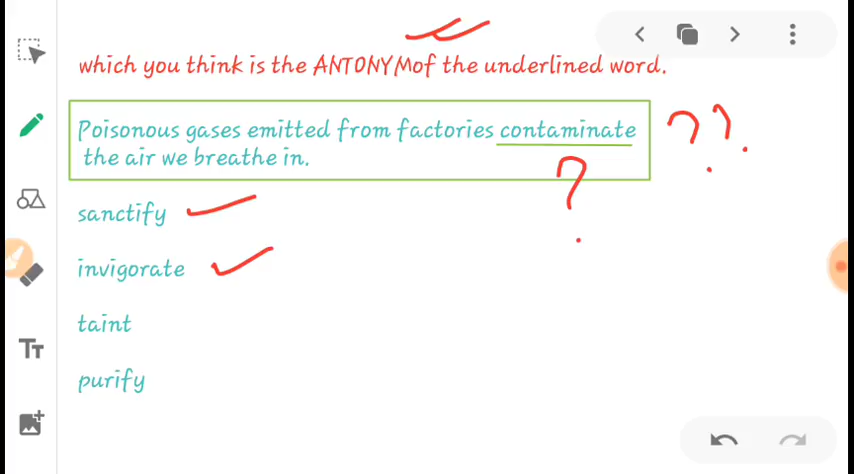 which you think is the ANTONYMof the underlined word.
Poisonous gases emitted from factories contaminate
the air we breathe in.
??
?
sanctify
invigorate
taint
purify
TT